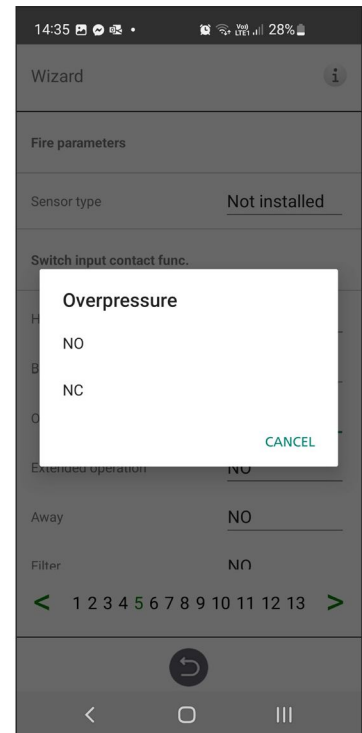 14:35 Vo)) LTE1 28%
Wizard i
Fire parameters
Sensor type Not installed
Switch input contact func.
Overpressure
H
NO
B
NC
O
CANCEL
Extended operation NO
Away NO
Filter NO
< 1 2 3 4 5 6 7 8 9 10 11 12 13 >